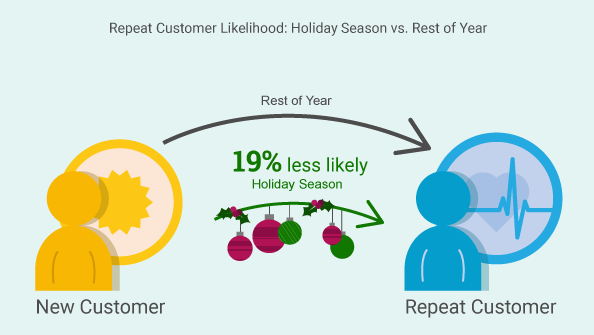 Repeat Customer Likelihood: Holiday Season vs. Rest of Year
Rest of Year
19% less likely
Holiday Season
New Customer
Repeat Customer